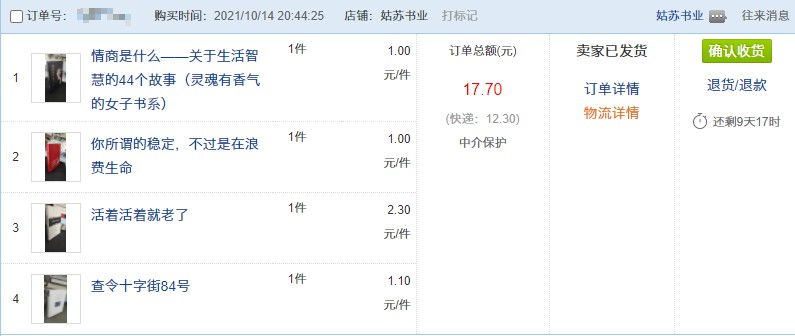 订单号： 购买时间：2021/10/14 20:44:25 店铺：姑苏书业 打标记 姑苏书业 往来消息
1 情商是什么——关于生活智慧的44个故事（灵魂有香气的女子书系） 1件 1.00 元/件
2 你所谓的稳定，不过是在浪费生命 1件 1.00 元/件
3 活着活着就老了 1件 2.30 元/件
4 查令十字街84号 1件 1.10 元/件
订单总额(元)
17.70
(快递：12.30)
中介保护
卖家已发货
订单详情
物流详情
确认收货
退货/退款
还剩9天17时